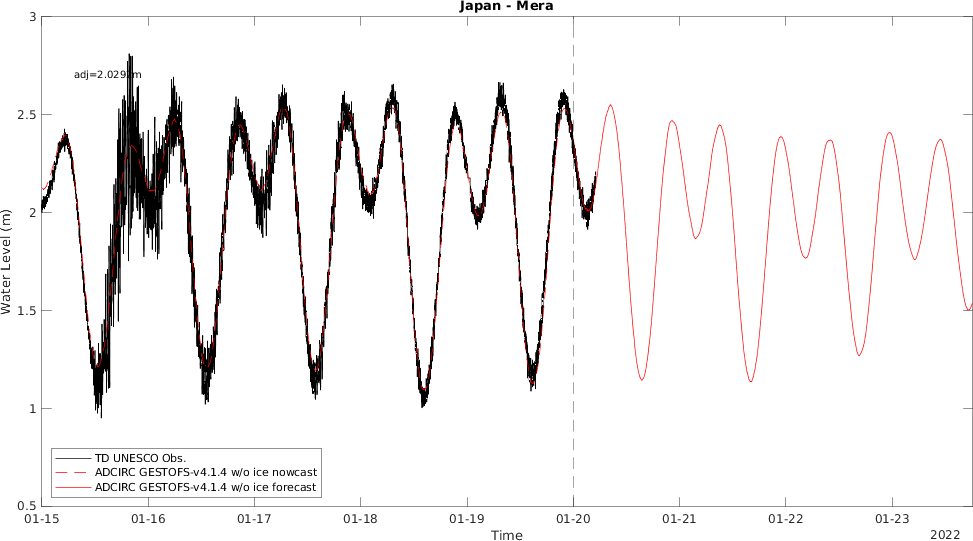 Japan - Mera
3
adj=2.0292m
2.5
2
Water Level (m)
1.5
1
TD UNESCO Obs.
ADCIRC GESTOFS-v4.1.4 w/o ice nowcast
ADCIRC GESTOFS-v4.1.4 w/o ice forecast
0.5
01-15 01-16 01-17 01-18 01-19 01-20 01-21 01-22 01-23
Time
2022